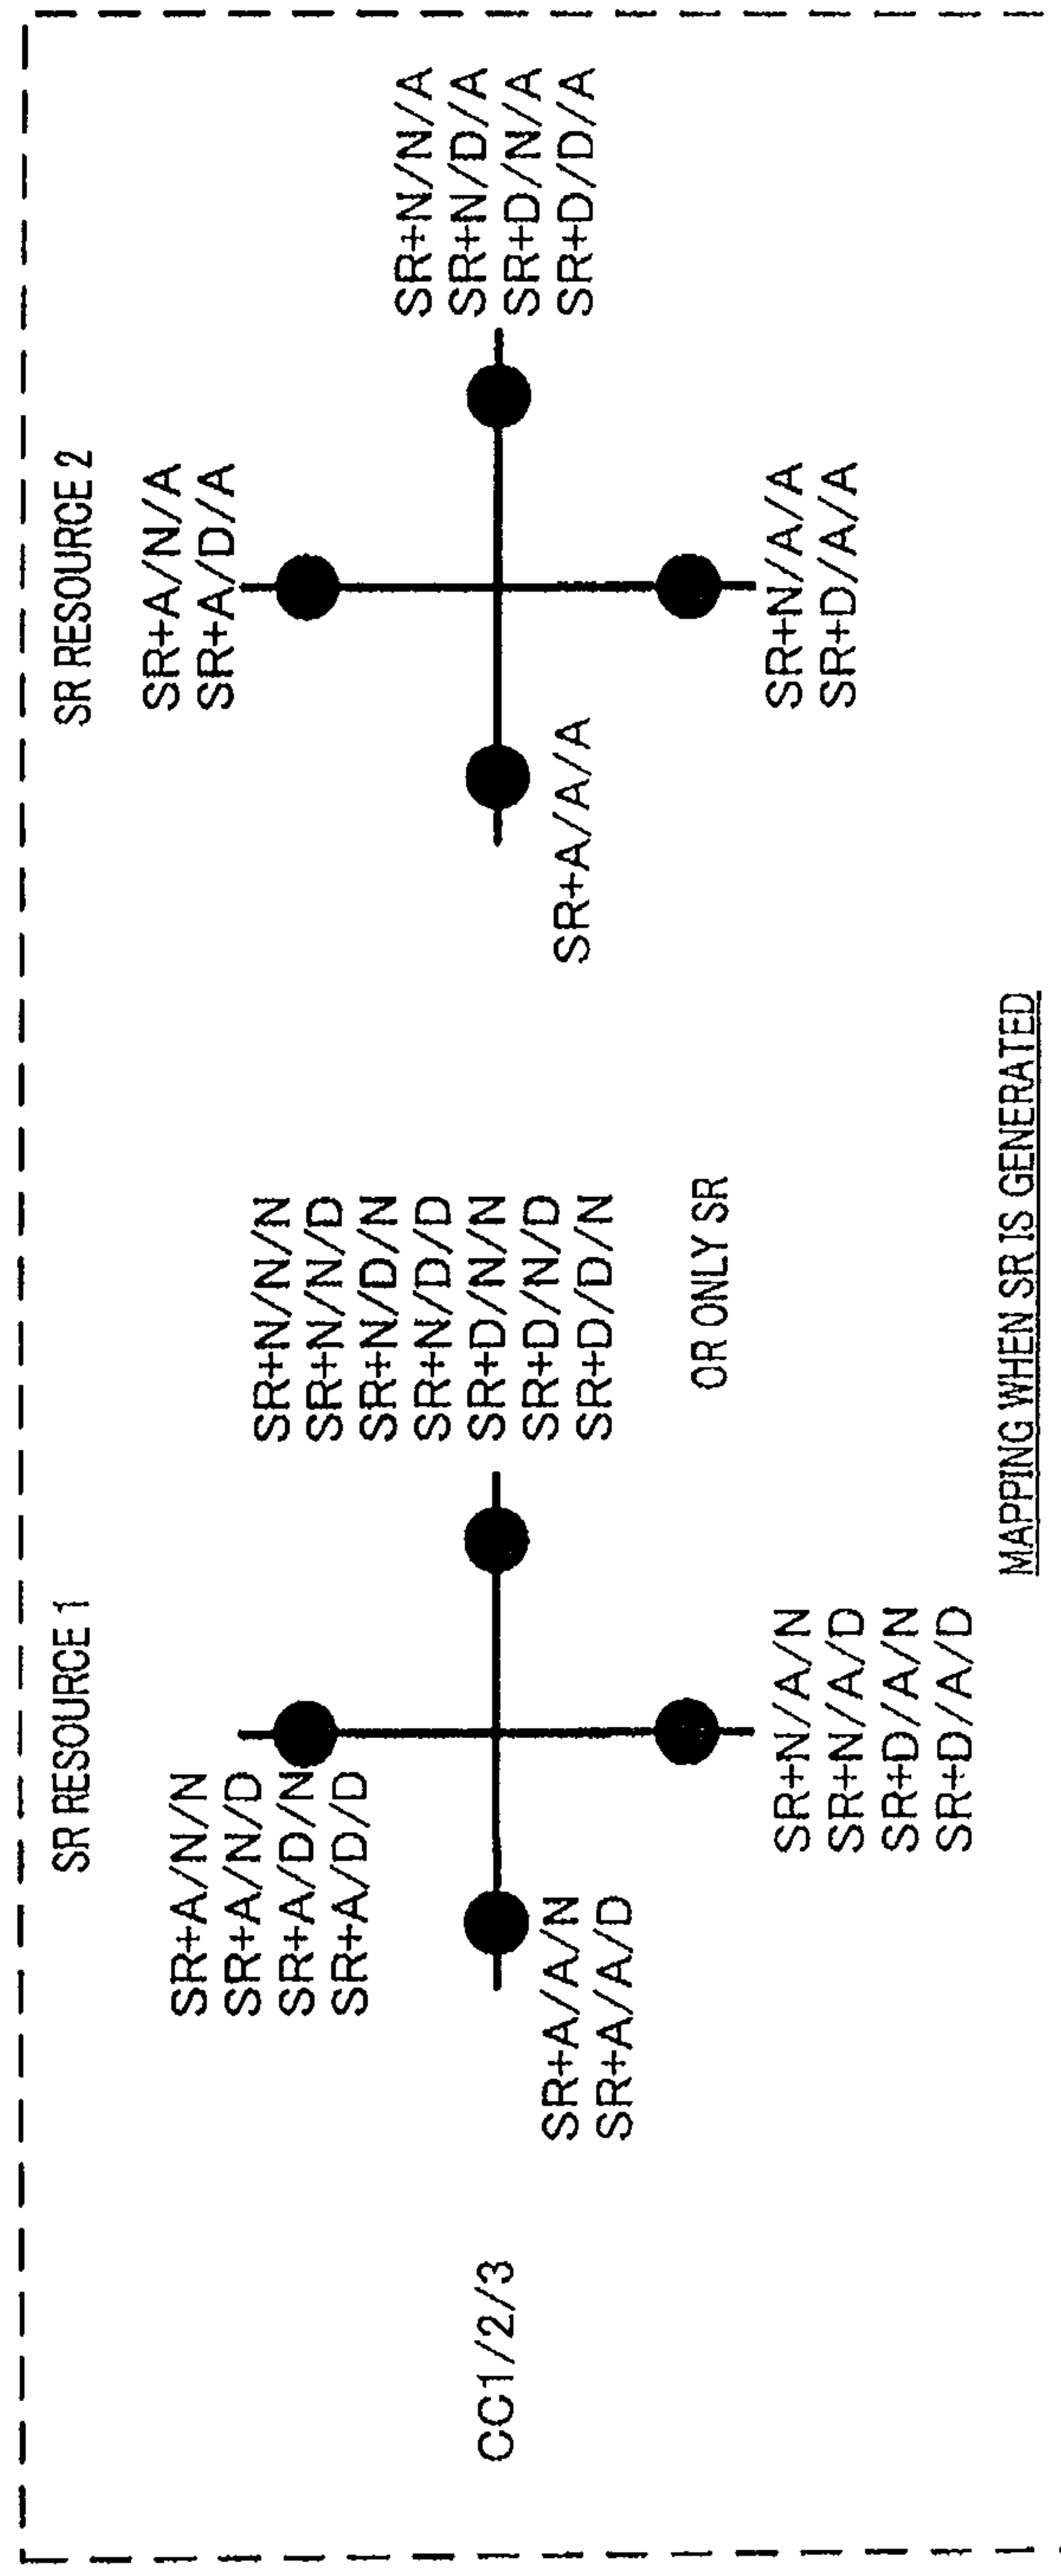 SR RESOURCE 1
SR+A/N/N
SR+A/N/D
SR+A/D/N
SR+A/D/D
SR+N/N/N
SR+N/N/D
SR+N/D/N
SR+N/D/D
SR+D/N/N
SR+D/N/D
SR+D/D/N
OR ONLY SR
CC1/2/3
SR+A/A/N
SR+A/A/D
SR+N/A/N
SR+N/A/D
SR+D/A/N
SR+D/A/D
SR RESOURCE 2
SR+A/N/A
SR+A/D/A
SR+N/N/A
SR+N/D/A
SR+D/N/A
SR+D/D/A
SR+A/A/A
SR+N/A/A
SR+D/A/A
MAPPING WHEN SR IS GENERATED